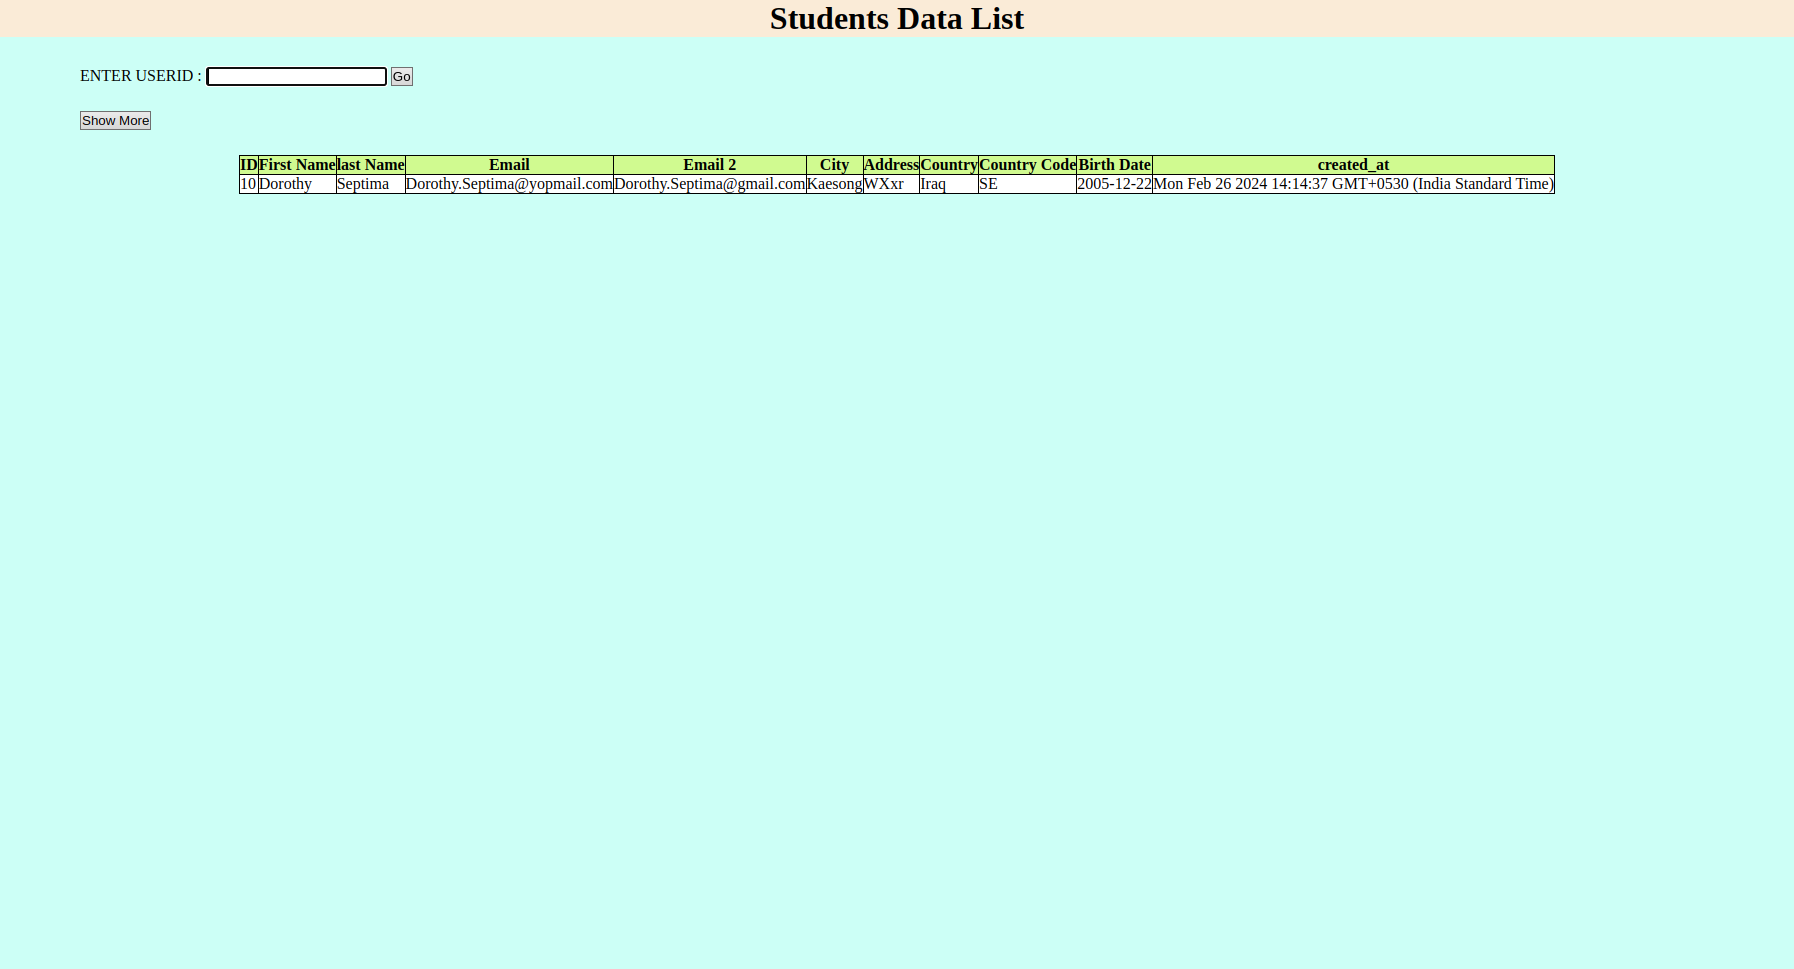 Students Data List
ENTER USERID : Go
Show More
ID First Name last Name Email Email 2 City Address Country Country Code Birth Date created_at
10 Dorothy Septima Dorothy.Septima@yopmail.com Dorothy.Septima@gmail.com Kaesong WXxr Iraq SE 2005-12-22 Mon Feb 26 2024 14:14:37 GMT+0530 (India Standard Time)